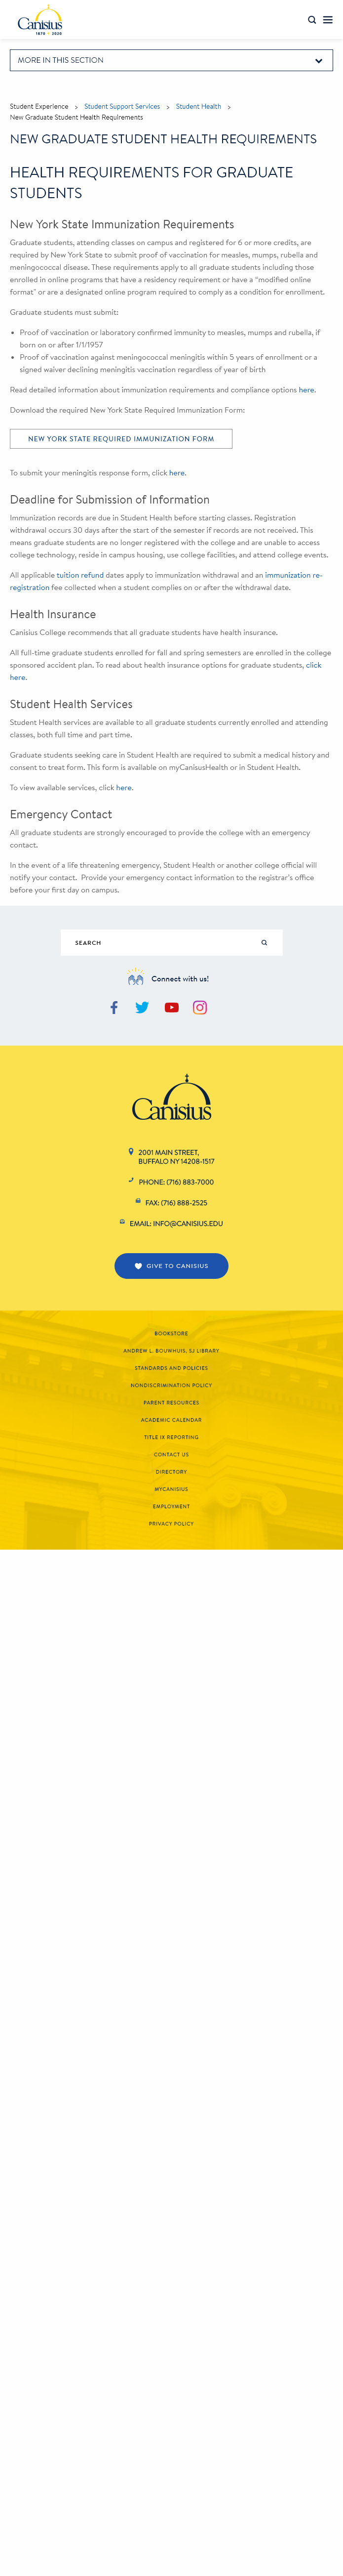 Canisius
1870 2020
MORE IN THIS SECTION
Student Experience > Student Support Services > Student Health >
New Graduate Student Health Requirements
NEW GRADUATE STUDENT HEALTH REQUIREMENTS
HEALTH REQUIREMENTS FOR GRADUATE
STUDENTS
New York State Immunization Requirements
Graduate students, attending classes on campus and registered for 6 or more credits, are
required by New York State to submit proof of vaccination for measles, mumps, rubella and
meningococcal disease. These requirements apply to all graduate students including those
enrolled in online programs that have a residency requirement or have a “modified online
format" or are a designated online program required to comply as a condition for enrollment.
Graduate students must submit:
• Proof of vaccination or laboratory confirmed immunity to measles, mumps and rubella, if
born on or after 1/1/1957
• Proof of vaccination against meningococcal meningitis within 5 years of enrollment or a
signed waiver declining meningitis vaccination regardless of year of birth
Read detailed information about immunization requirements and compliance options here.
Download the required New York State Required Immunization Form:
NEW YORK STATE REQUIRED IMMUNIZATION FORM
To submit your meningitis response form, click here.
Deadline for Submission of Information
Immunization records are due in Student Health before starting classes. Registration
withdrawal occurs 30 days after the start of the semester if records are not received. This
means graduate students are no longer registered with the college and are unable to access
college technology, reside in campus housing, use college facilities, and attend college events.
All applicable tuition refund dates apply to immunization withdrawal and an immunization re-
registration fee collected when a student complies on or after the withdrawal date.
Health Insurance
Canisius College recommends that all graduate students have health insurance.
All full-time graduate students enrolled for fall and spring semesters are enrolled in the college
sponsored accident plan. To read about health insurance options for graduate students, click
here.
Student Health Services
Student Health services are available to all graduate students currently enrolled and attending
classes, both full time and part time.
Graduate students seeking care in Student Health are required to submit a medical history and
consent to treat form. This form is available on myCanisusHealth or in Student Health.
To view available services, click here.
Emergency Contact
All graduate students are strongly encouraged to provide the college with an emergency
contact.
In the event of a life threatening emergency, Student Health or another college official will
notify your contact. Provide your emergency contact information to the registrar’s office
before your first day on campus.
SEARCH
Connect with us!
Canisius
2001 MAIN STREET,
BUFFALO NY 14208-1517
PHONE: (716) 883-7000
FAX: (716) 888-2525
EMAIL: INFO@CANISIUS.EDU
GIVE TO CANISIUS
BOOKSTORE
ANDREW L. BOUWHUIS, SJ LIBRARY
STANDARDS AND POLICIES
NONDISCRIMINATION POLICY
PARENT RESOURCES
ACADEMIC CALENDAR
TITLE IX REPORTING
CONTACT US
DIRECTORY
MYCANISIUS
EMPLOYMENT
PRIVACY POLICY